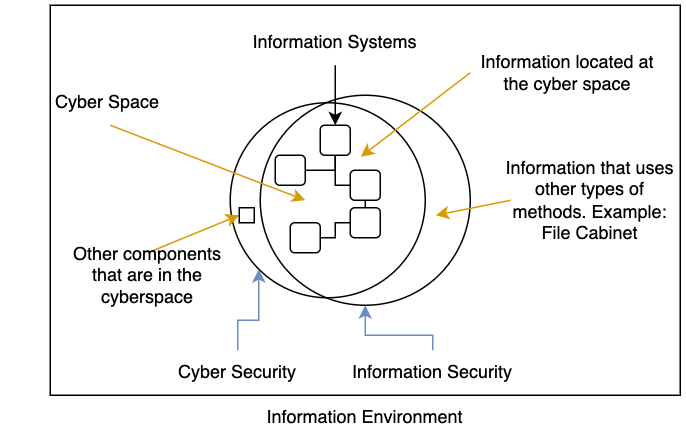 Information Systems
Information located at
the cyber space
Cyber Space
Information that uses
other types of
methods. Example:
File Cabinet
Other components
that are in the
cyberspace
Cyber Security
Information Security
Information Environment